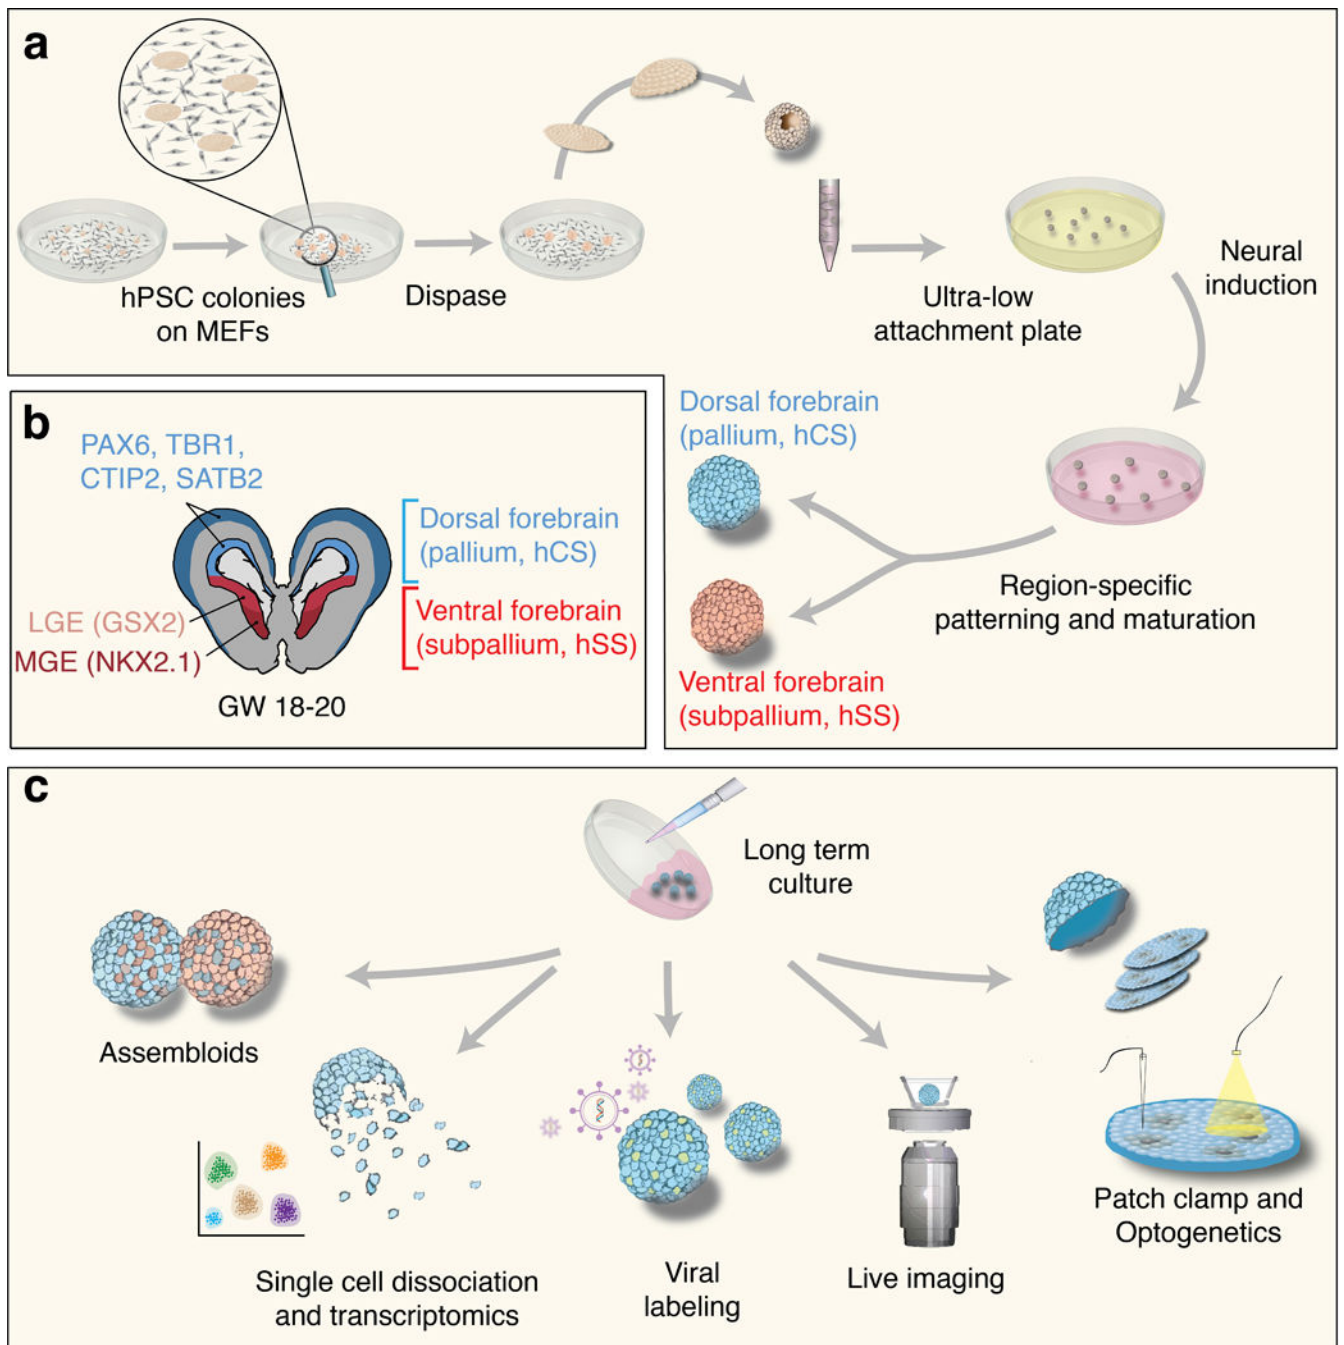 a
hPSC colonies
on MEFs
Dispase
Ultra-low
attachment plate
Neural
induction
Region-specific
patterning and maturation
Dorsal forebrain
(pallium, hCS)
Ventral forebrain
(subpallium, hSS)
b
PAX6, TBR1,
CTIP2, SATB2
Dorsal forebrain
(pallium, hCS)
LGE (GSX2)
MGE (NKX2.1)
Ventral forebrain
(subpallium, hSS)
GW 18-20
c
Long term
culture
Assembloids
Single cell dissociation
and transcriptomics
Viral
labeling
Live imaging
Patch clamp and
Optogenetics